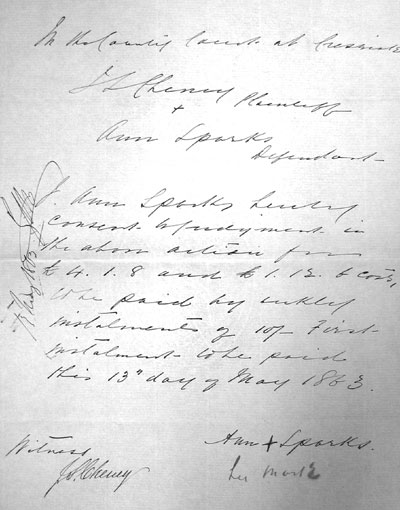 In the County Court at Creswick
J S Cheney Plaintiff
+
Ann Sparks
Defendant
I Ann Sparks hereby
consent to Judgment in
the above action for
£ 4. 1. 8 and £ 1. 12. 6 costs,
to be paid by weekly
instalments of 10/- First
instalment to be paid
this 13" day of May 1863.
Ann + Sparks.
her mark
Witness
J. S. Cheney